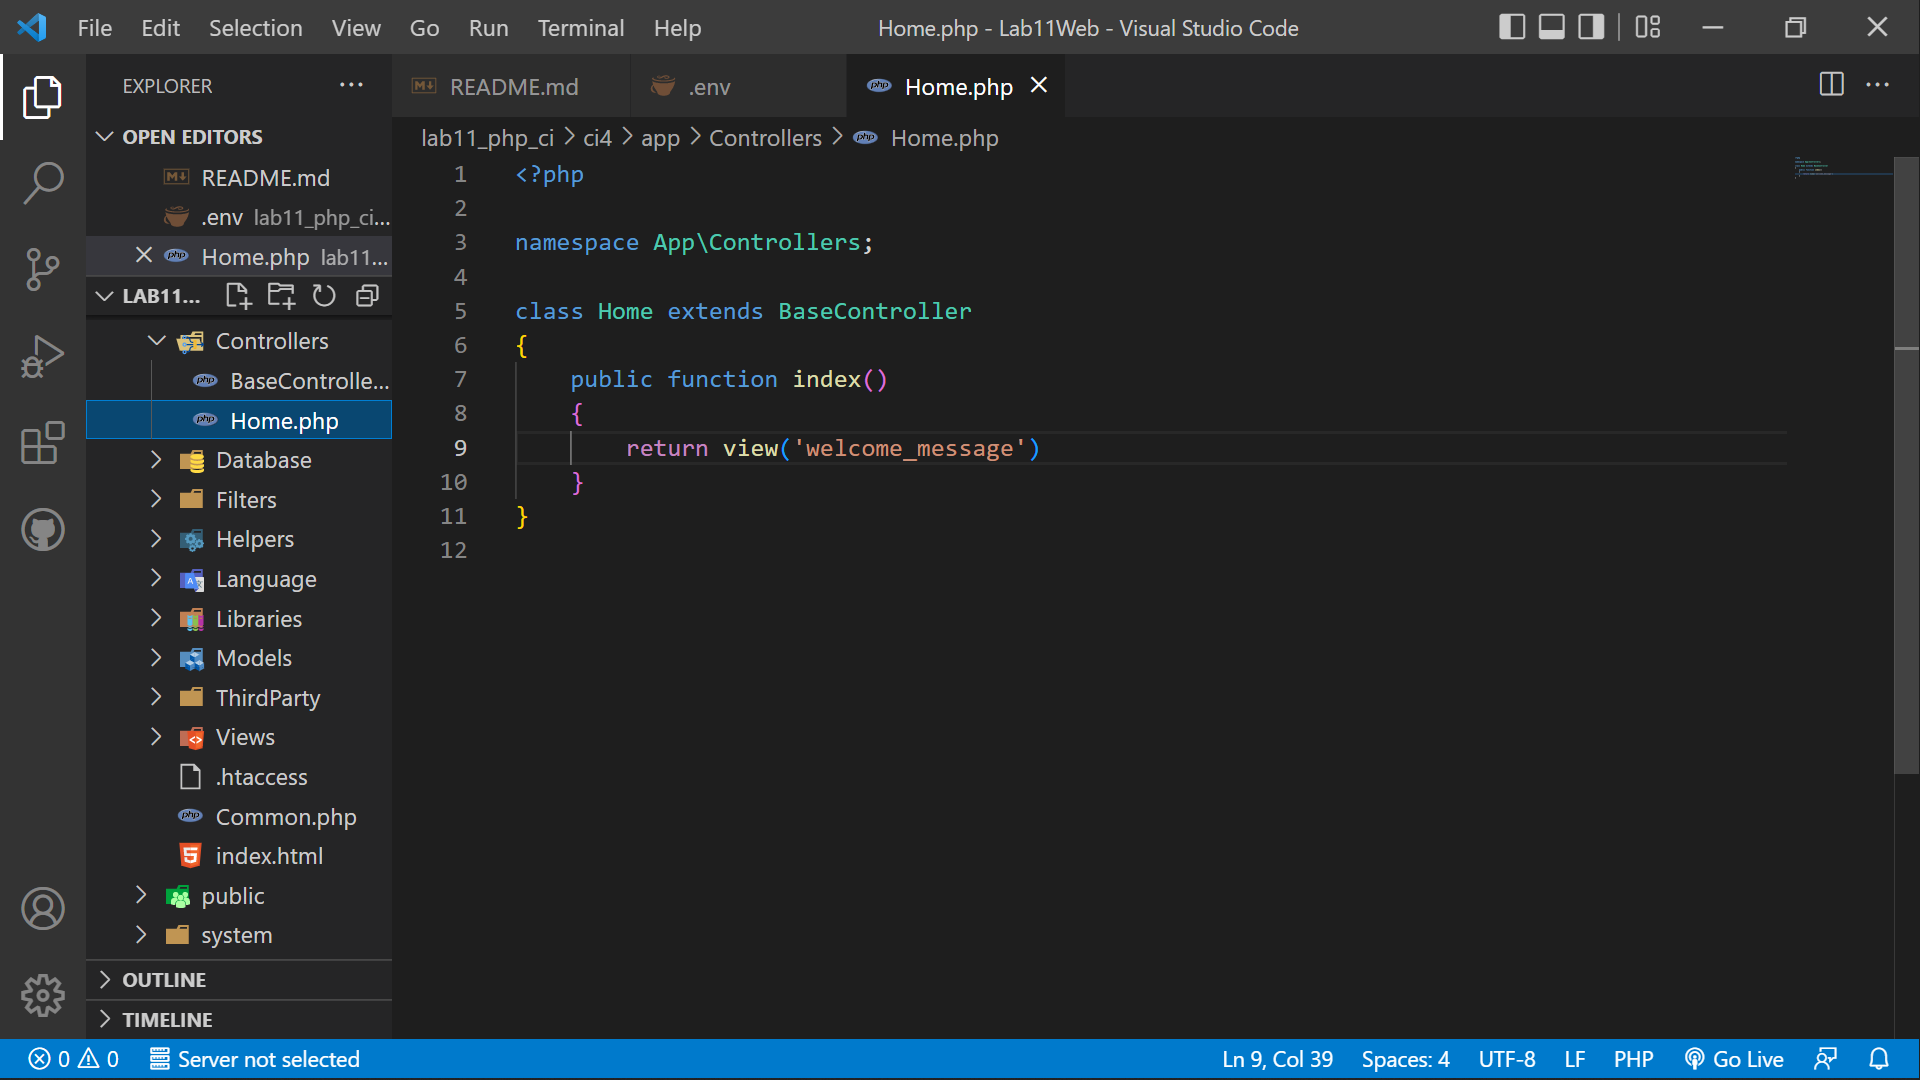 File Edit Selection View Go Run Terminal Help Home.php - Lab11Web - Visual Studio Code
EXPLORER
README.md .env Home.php
OPEN EDITORS
README.md
.env lab11_php_ci...
Home.php lab11...
LAB11...
Controllers
BaseControlle...
Home.php
Database
Filters
Helpers
Language
Libraries
Models
ThirdParty
Views
.htaccess
Common.php
index.html
public
system
OUTLINE
TIMELINE
lab11_php_ci > ci4 > app > Controllers > Home.php
1 <?php
2
3 namespace App\Controllers;
4
5 class Home extends BaseController
6 {
7     public function index()
8     {
9         return view('welcome_message')
10     }
11 }
12
0 0 Server not selected Ln 9, Col 39 Spaces: 4 UTF-8 LF PHP Go Live